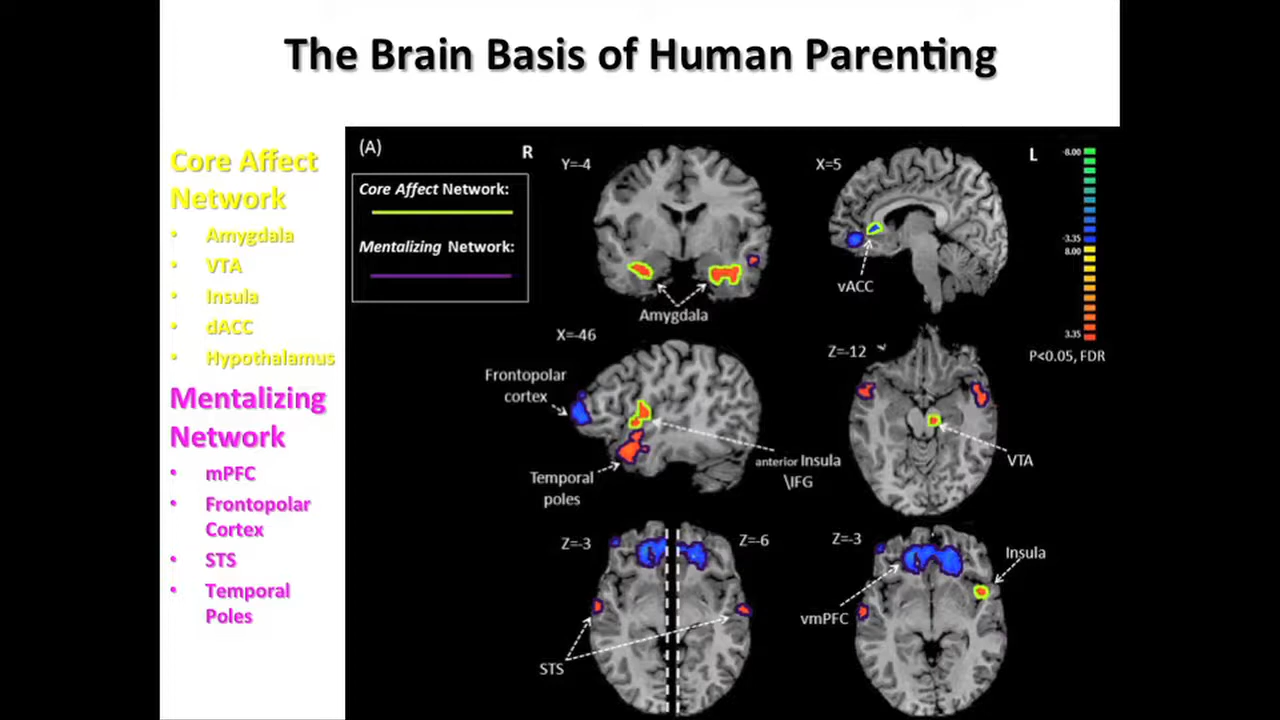 The Brain Basis of Human Parenting
Core Affect
Network
• Amygdala
• VTA
• Insula
• dACC
• Hypothalamus
Mentalizing
Network
• mPFC
• Frontopolar
Cortex
• STS
• Temporal
Poles
(A)
Core Affect Network:
Mentalizing Network:
R
L
Y=-4
Amygdala
X=5
vACC
-8.00
-3.35
8.00
3.35
P<0.05, FDR
X=-46
Frontopolar
cortex
Temporal
poles
anterior Insula
\IFG
Z=-12
VTA
Z=-3
Z=-6
STS
Z=-3
Insula
vmPFC